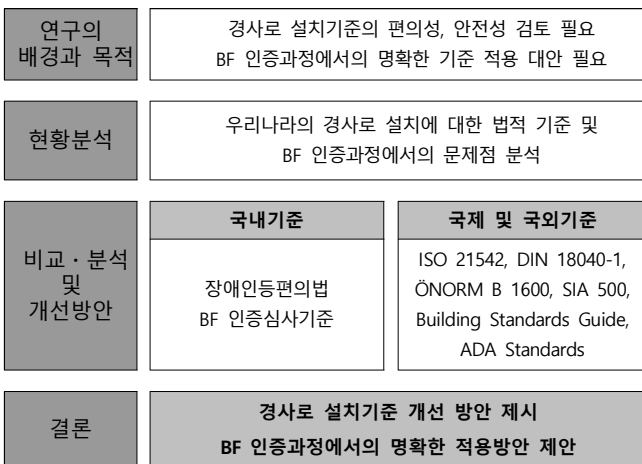 연구의
배경과 목적
경사로 설치기준의 편의성, 안전성 검토 필요
BF 인증과정에서의 명확한 기준 적용 대안 필요
현황분석
우리나라의 경사로 설치에 대한 법적 기준 및
BF 인증과정에서의 문제점 분석
비교·분석
및
개선방안
국내기준
장애인등편의법
BF 인증심사기준
국제 및 국외기준
ISO 21542, DIN 18040-1,
ÖNORM B 1600, SIA 500,
Building Standards Guide,
ADA Standards
결론
경사로 설치기준 개선 방안 제시
BF 인증과정에서의 명확한 적용방안 제안